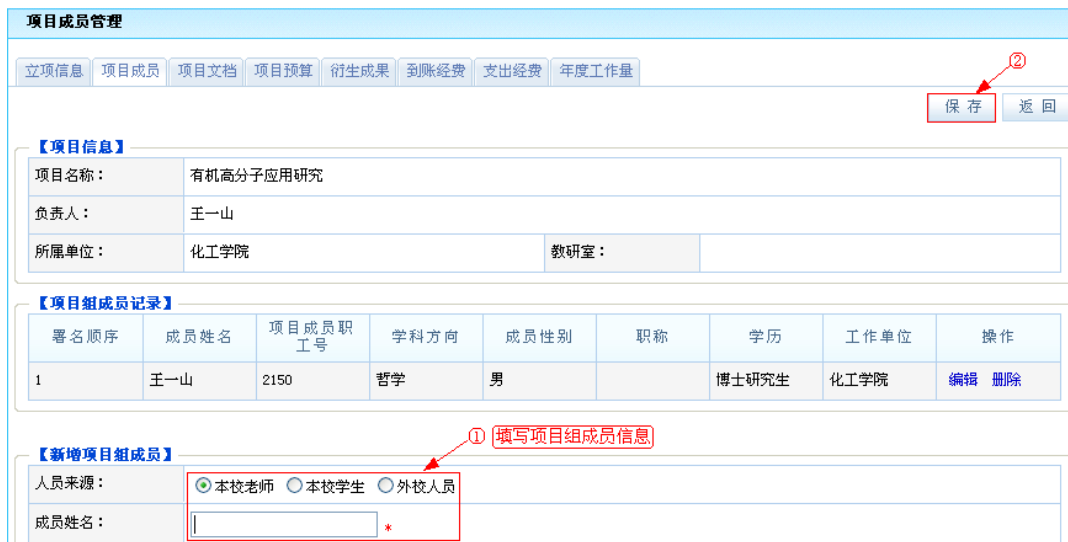 项目成员管理
立项信息 项目成员 项目文档 项目预算 衍生成果 到账经费 支出经费 年度工作量
②
保存 返回
【项目信息】
项目名称： 有机高分子应用研究
负责人： 王一山
所属单位： 化工学院 教研室：
【项目组成员记录】
署名顺序 成员姓名 项目成员职工号 学科方向 成员性别 职称 学历 工作单位 操作
1 王一山 2150 哲学 男 博士研究生 化工学院 编辑 删除
① 填写项目组成员信息
【新增项目组成员】
人员来源： 本校老师 本校学生 外校人员
成员姓名： *